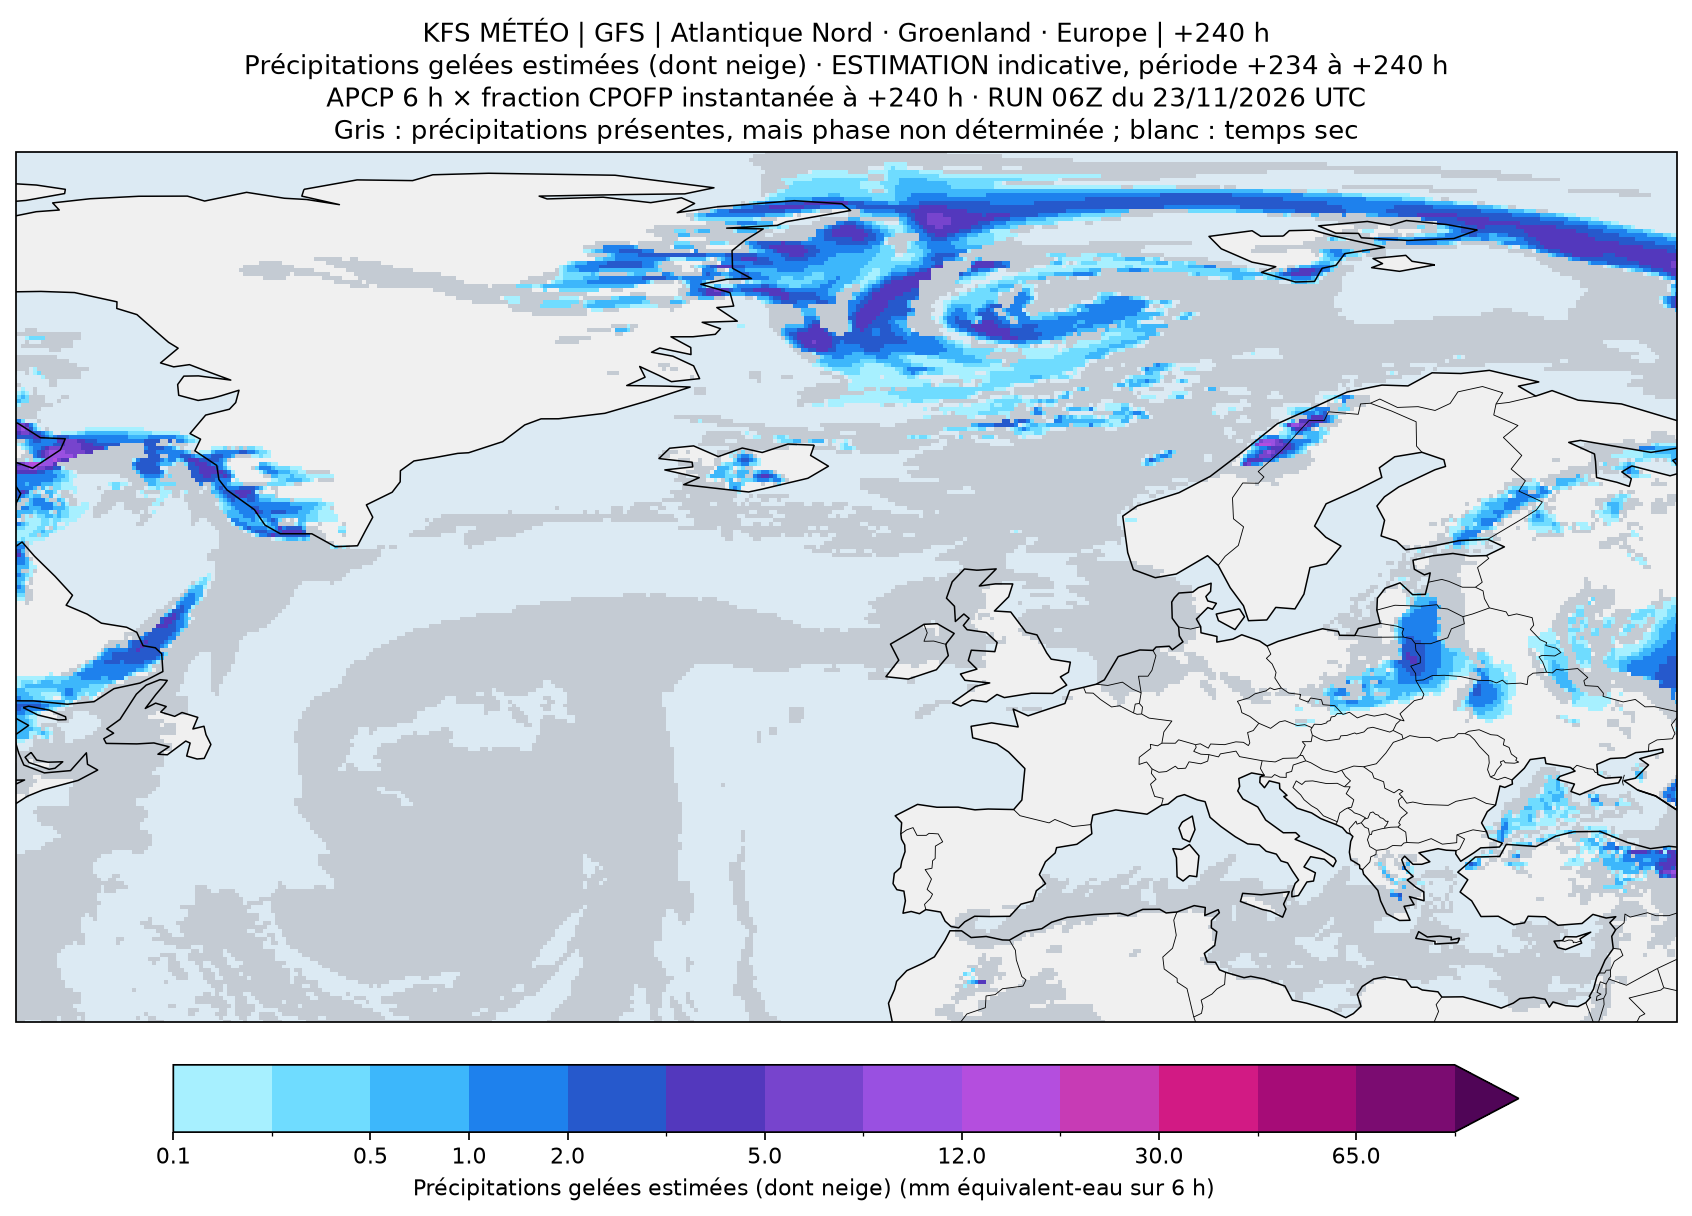 KFS MÉTÉO | GFS | Atlantique Nord · Groenland · Europe | +240 h
Précipitations gelées estimées (dont neige) · ESTIMATION indicative, période +234 à +240 h
APCP 6 h × fraction CPOFP instantanée à +240 h · RUN 06Z du 23/11/2026 UTC
Gris : précipitations présentes, mais phase non déterminée ; blanc : temps sec
0.1 0.5 1.0 2.0 5.0 12.0 30.0 65.0
Précipitations gelées estimées (dont neige) (mm équivalent-eau sur 6 h)